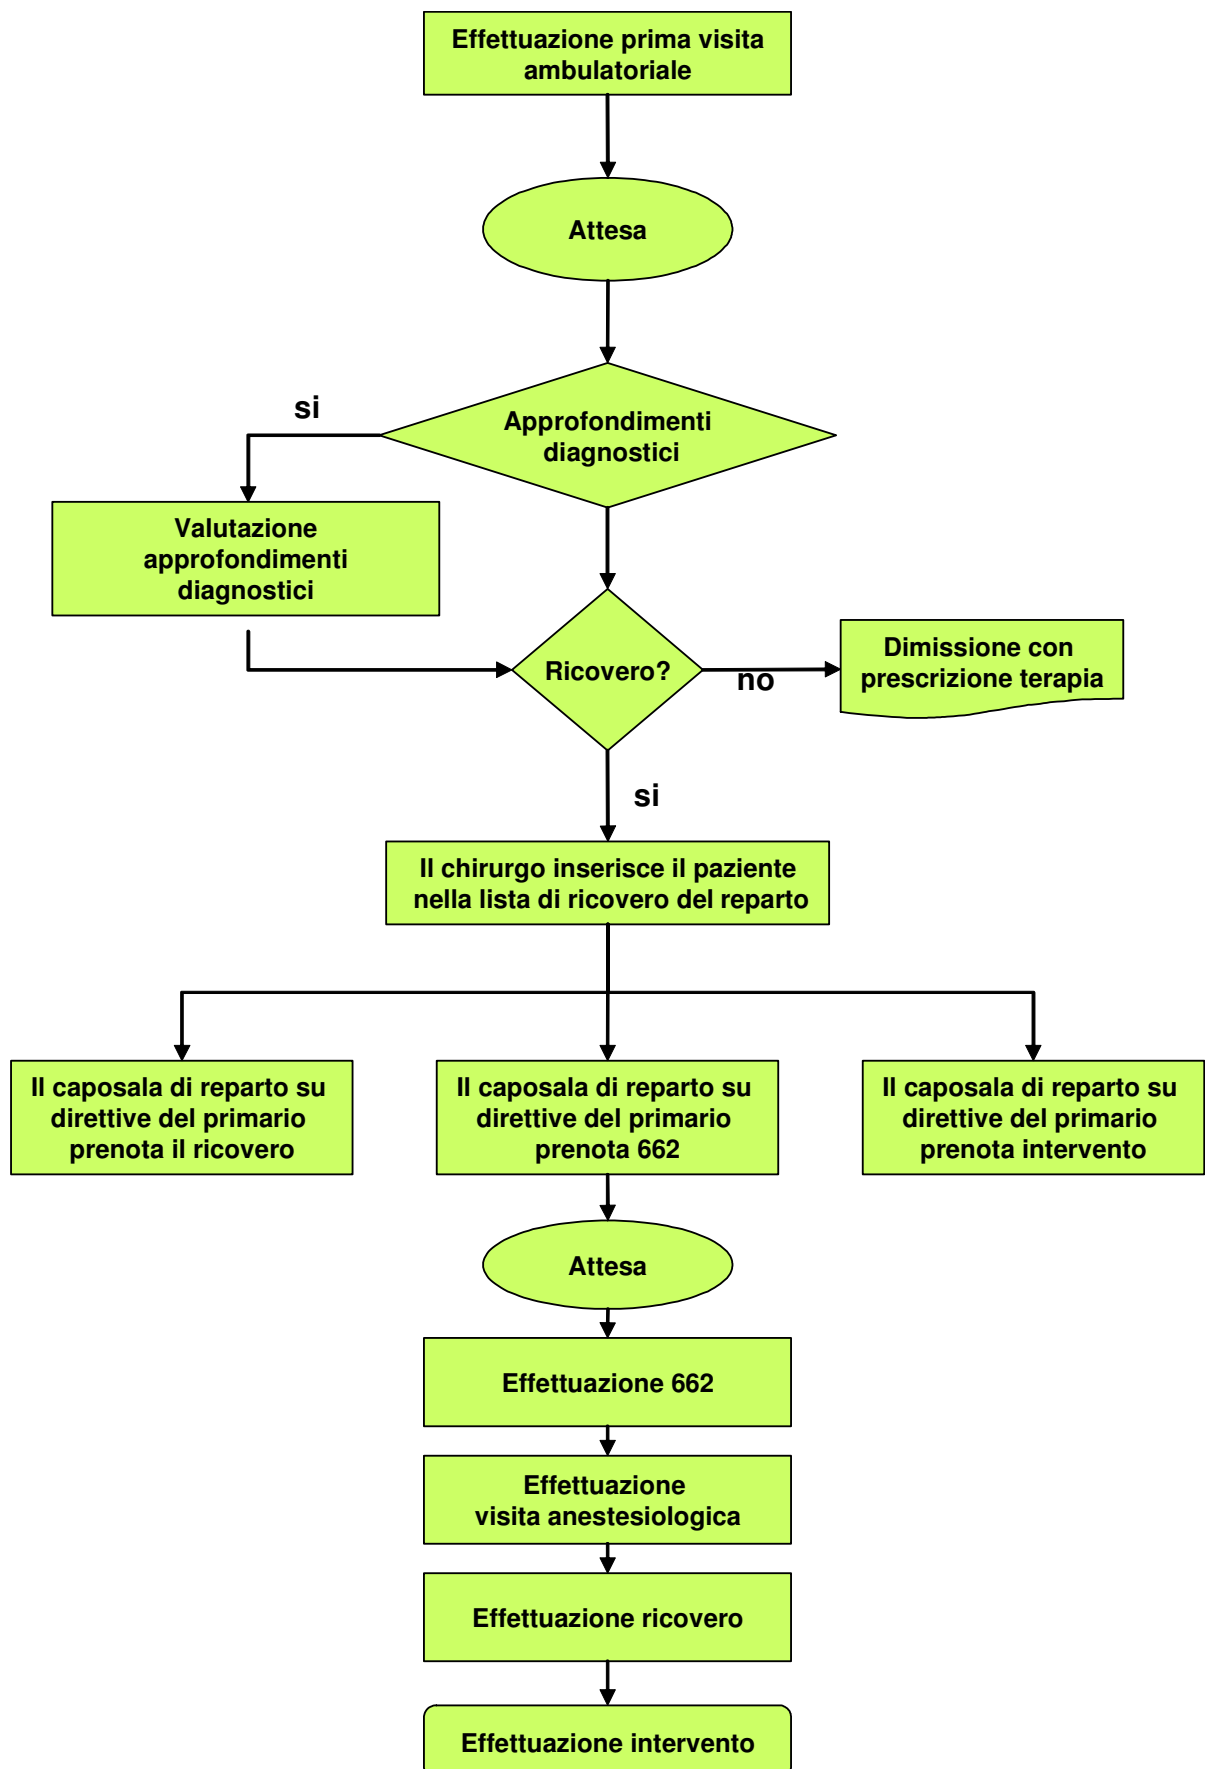 Effettuazione prima visita
ambulatoriale
Attesa
si
Approfondimenti
diagnostici
Valutazione
approfondimenti
diagnostici
Ricovero?
no
Dimissione con
prescrizione terapia
si
Il chirurgo inserisce il paziente
nella lista di ricovero del reparto
Il caposala di reparto su
direttive del primario
prenota il ricovero
Il caposala di reparto su
direttive del primario
prenota 662
Il caposala di reparto su
direttive del primario
prenota intervento
Attesa
Effettuazione 662
Effettuazione
visita anestesiologica
Effettuazione ricovero
Effettuazione intervento